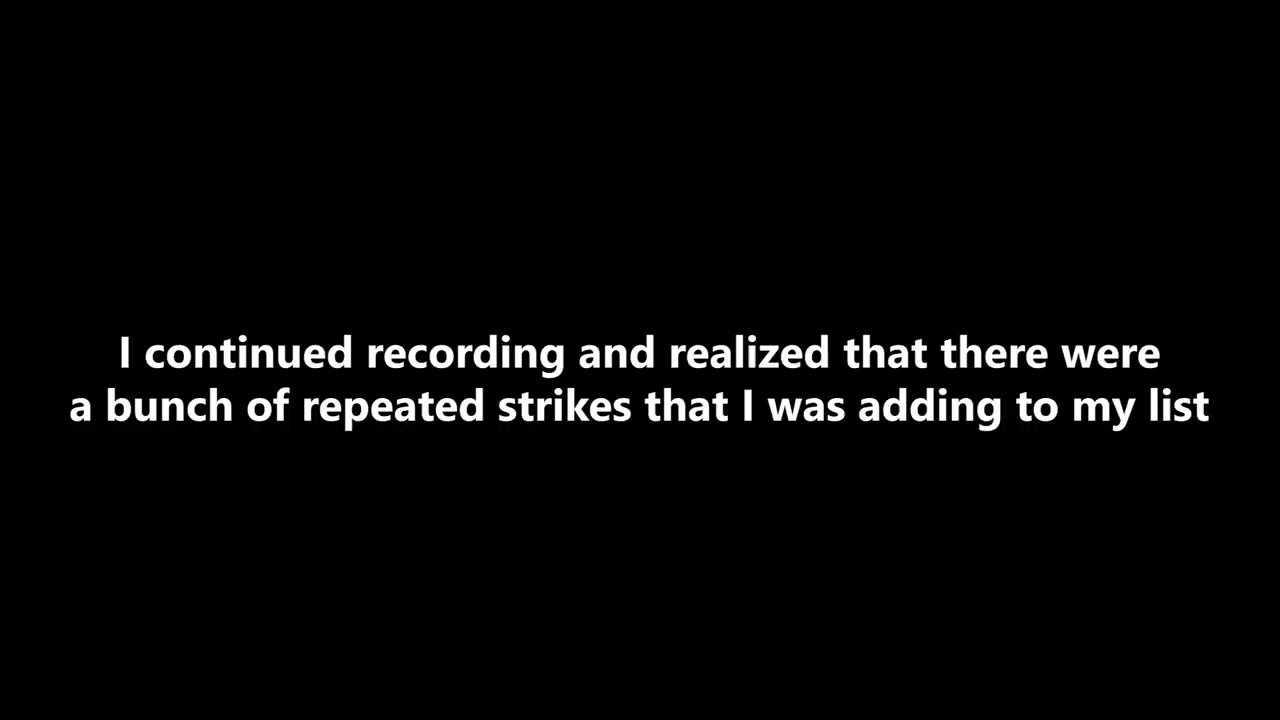 I continued recording and realized that there were
a bunch of repeated strikes that I was adding to my list